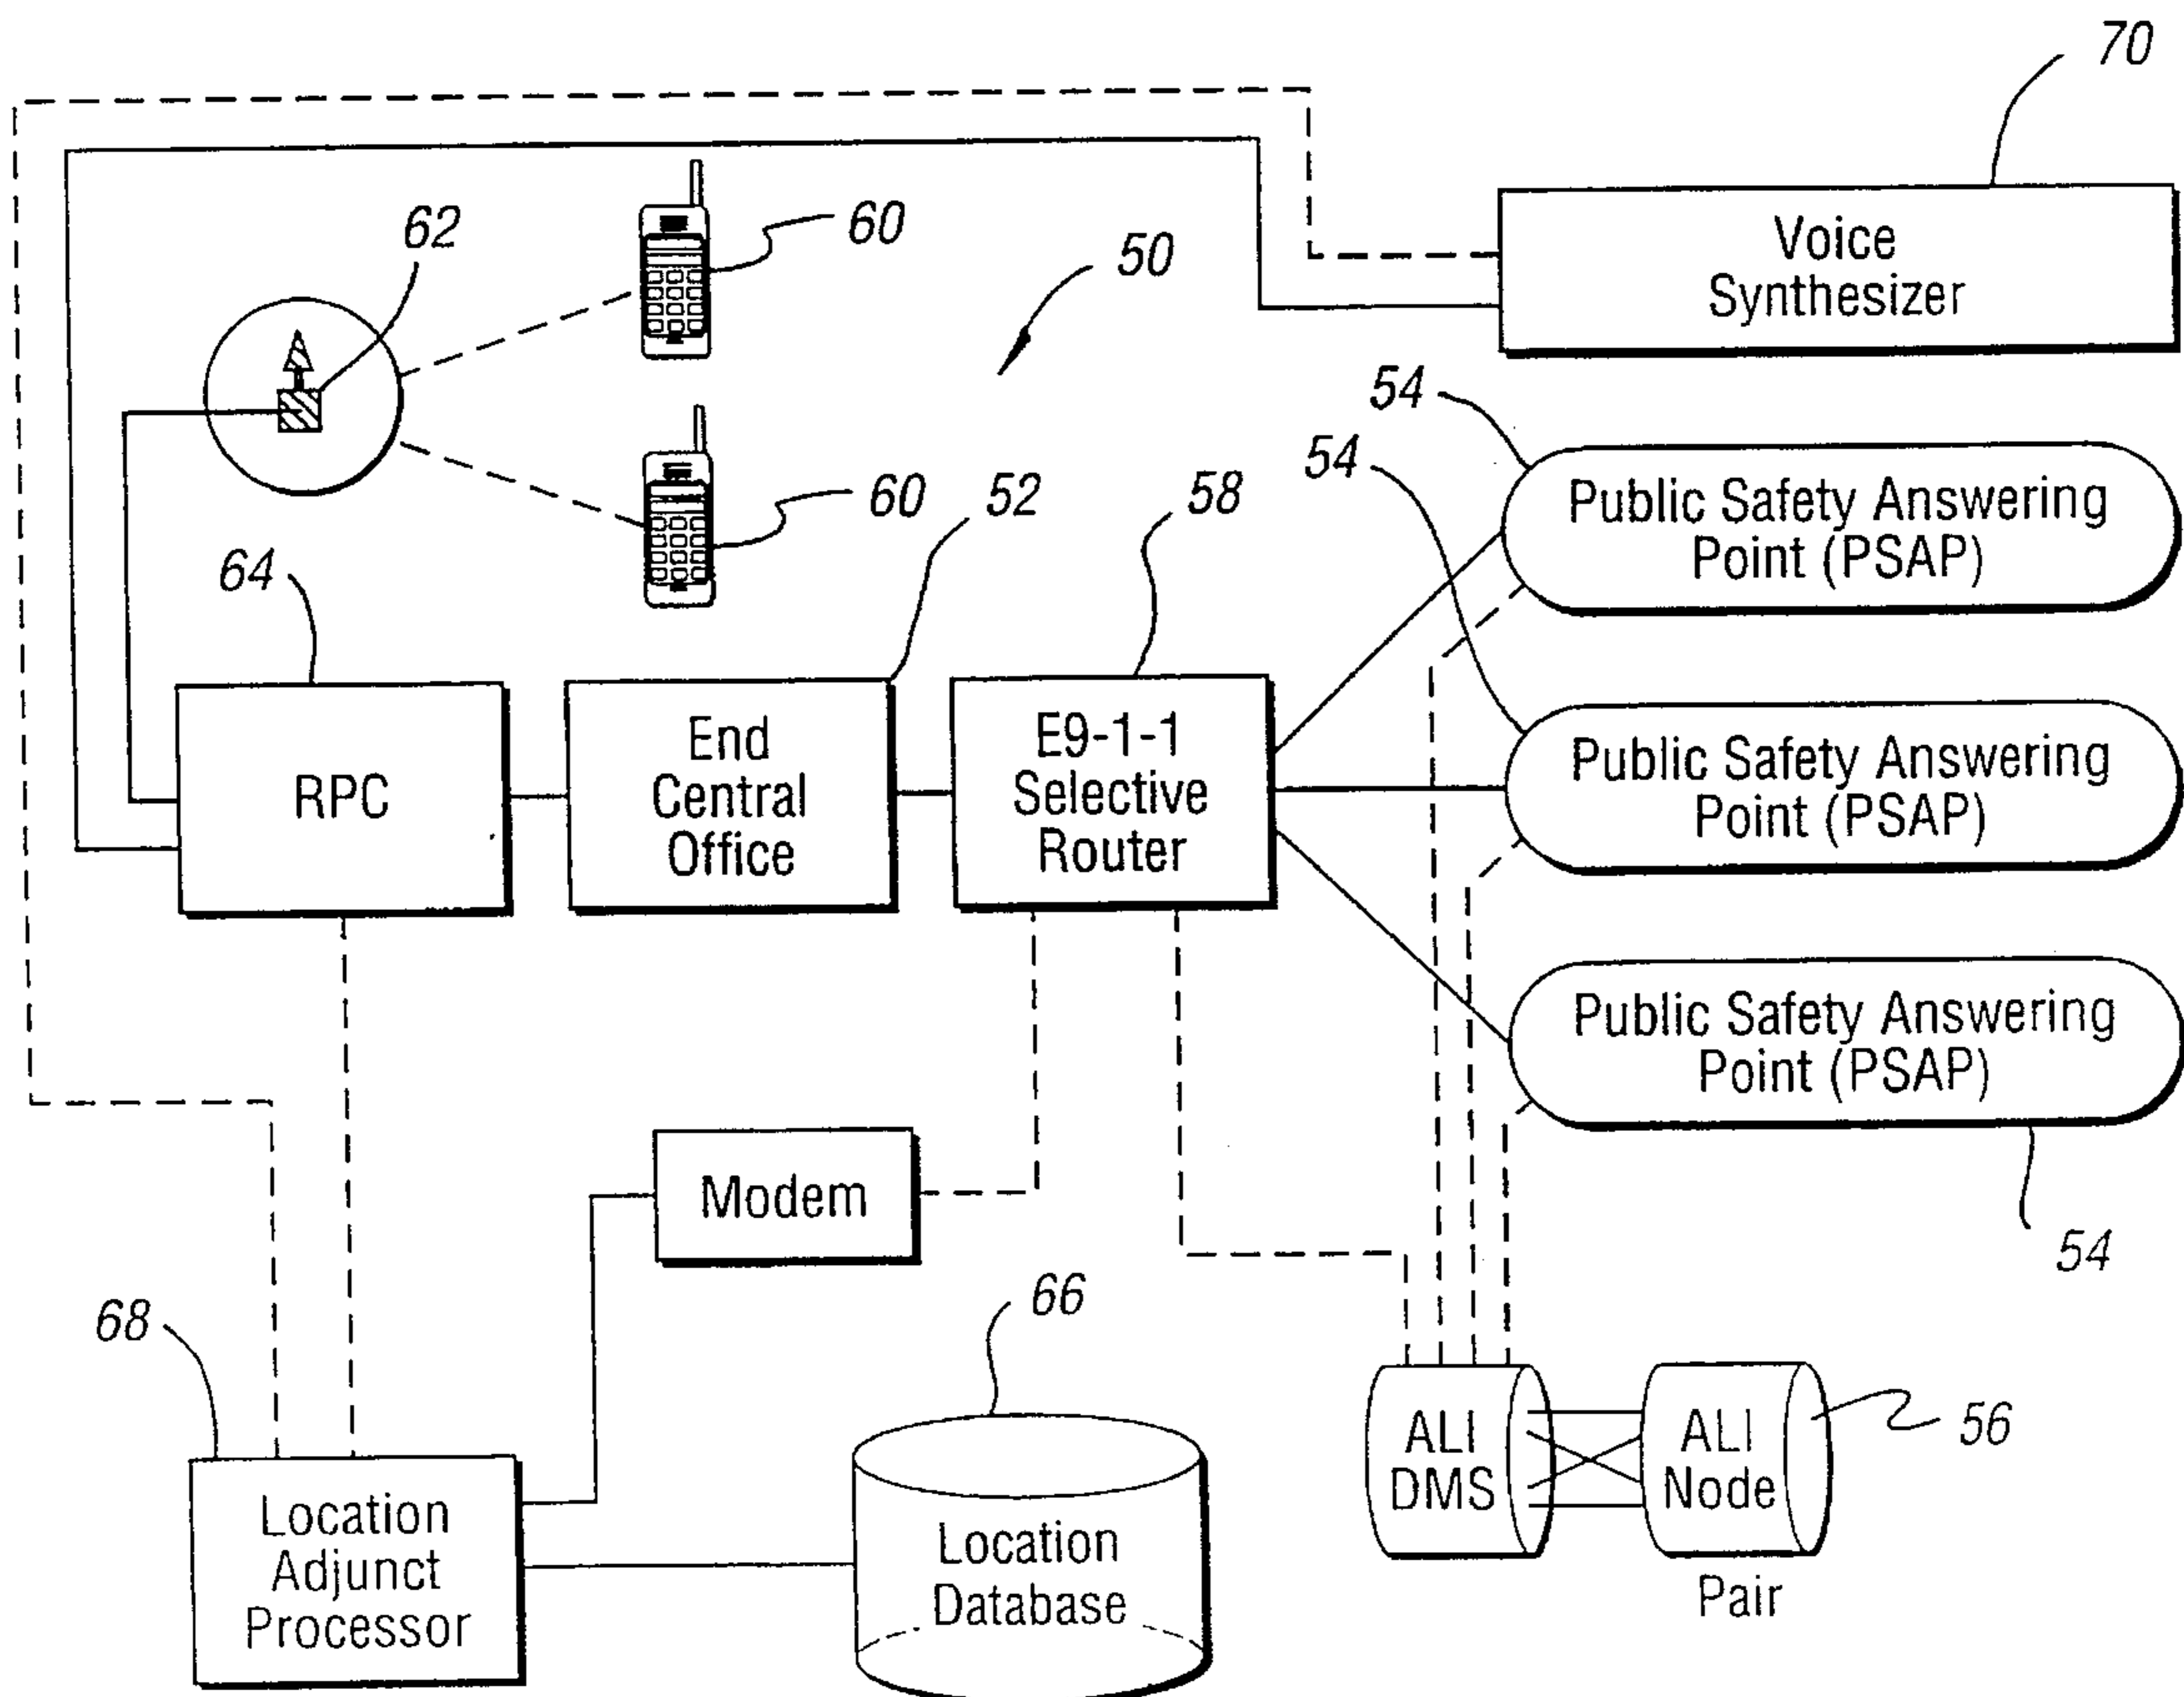 70
62
60
50
Voice
Synthesizer
54
54
60
52
58
Public Safety Answering
Point (PSAP)
64
RPC
End
Central
Office
E9-1-1
Selective
Router
Public Safety Answering
Point (PSAP)
Public Safety Answering
Point (PSAP)
54
Modem
68
66
Location
Adjunct
Processor
Location
Database
ALI
DMS
ALI
Node
56
Pair